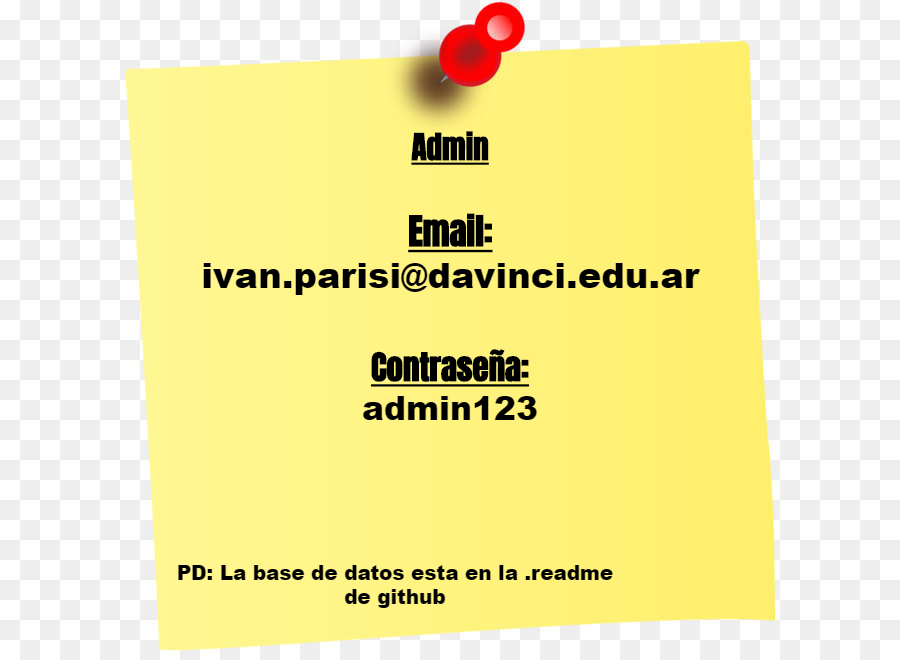 Admin
Email:
ivan.parisi@davinci.edu.ar
Contraseña:
admin123
PD: La base de datos esta en la .readme
de github